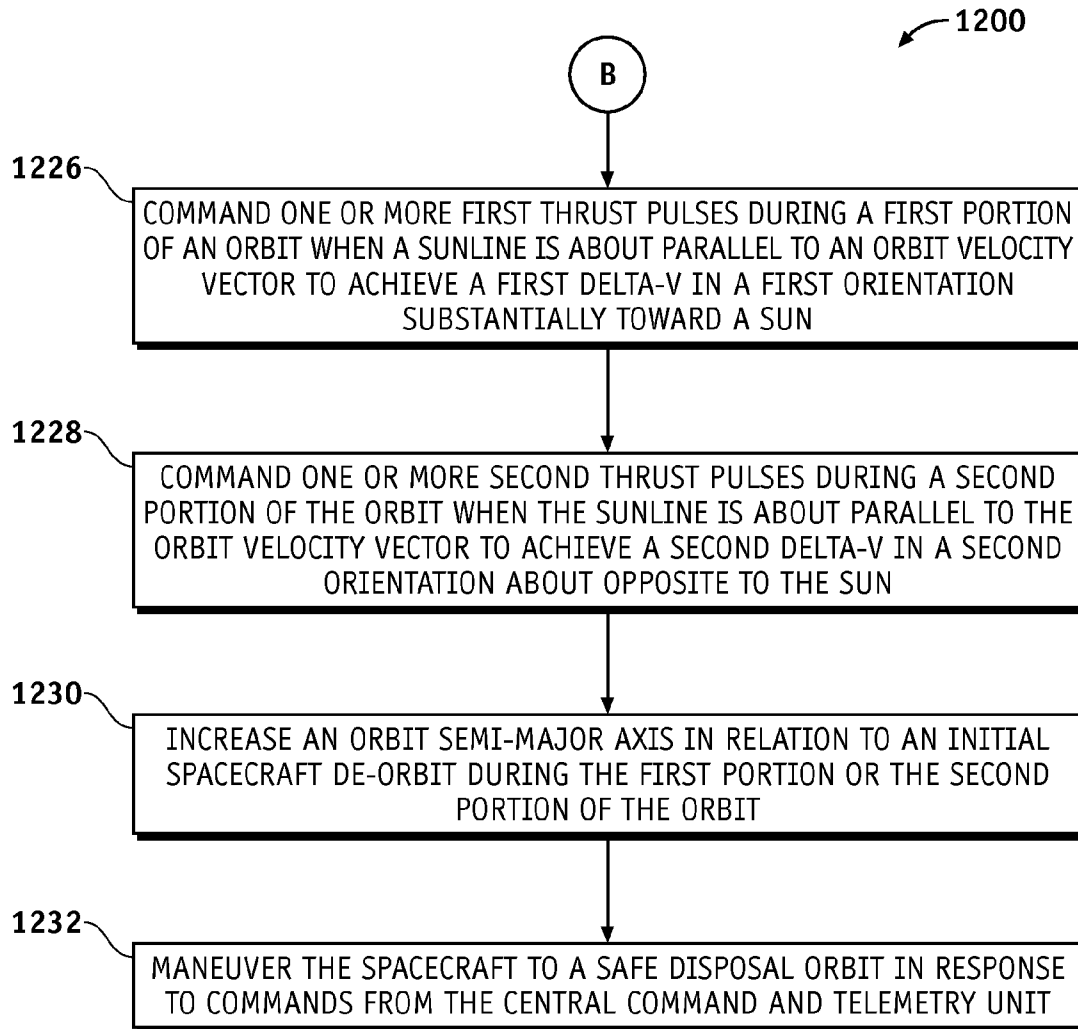 1200
B
1226
COMMAND ONE OR MORE FIRST THRUST PULSES DURING A FIRST PORTION
OF AN ORBIT WHEN A SUNLINE IS ABOUT PARALLEL TO AN ORBIT VELOCITY
VECTOR TO ACHIEVE A FIRST DELTA-V IN A FIRST ORIENTATION
SUBSTANTIALLY TOWARD A SUN
1228
COMMAND ONE OR MORE SECOND THRUST PULSES DURING A SECOND
PORTION OF THE ORBIT WHEN THE SUNLINE IS ABOUT PARALLEL TO THE
ORBIT VELOCITY VECTOR TO ACHIEVE A SECOND DELTA-V IN A SECOND
ORIENTATION ABOUT OPPOSITE TO THE SUN
1230
INCREASE AN ORBIT SEMI-MAJOR AXIS IN RELATION TO AN INITIAL
SPACECRAFT DE-ORBIT DURING THE FIRST PORTION OR THE SECOND
PORTION OF THE ORBIT
1232
MANEUVER THE SPACECRAFT TO A SAFE DISPOSAL ORBIT IN RESPONSE
TO COMMANDS FROM THE CENTRAL COMMAND AND TELEMETRY UNIT